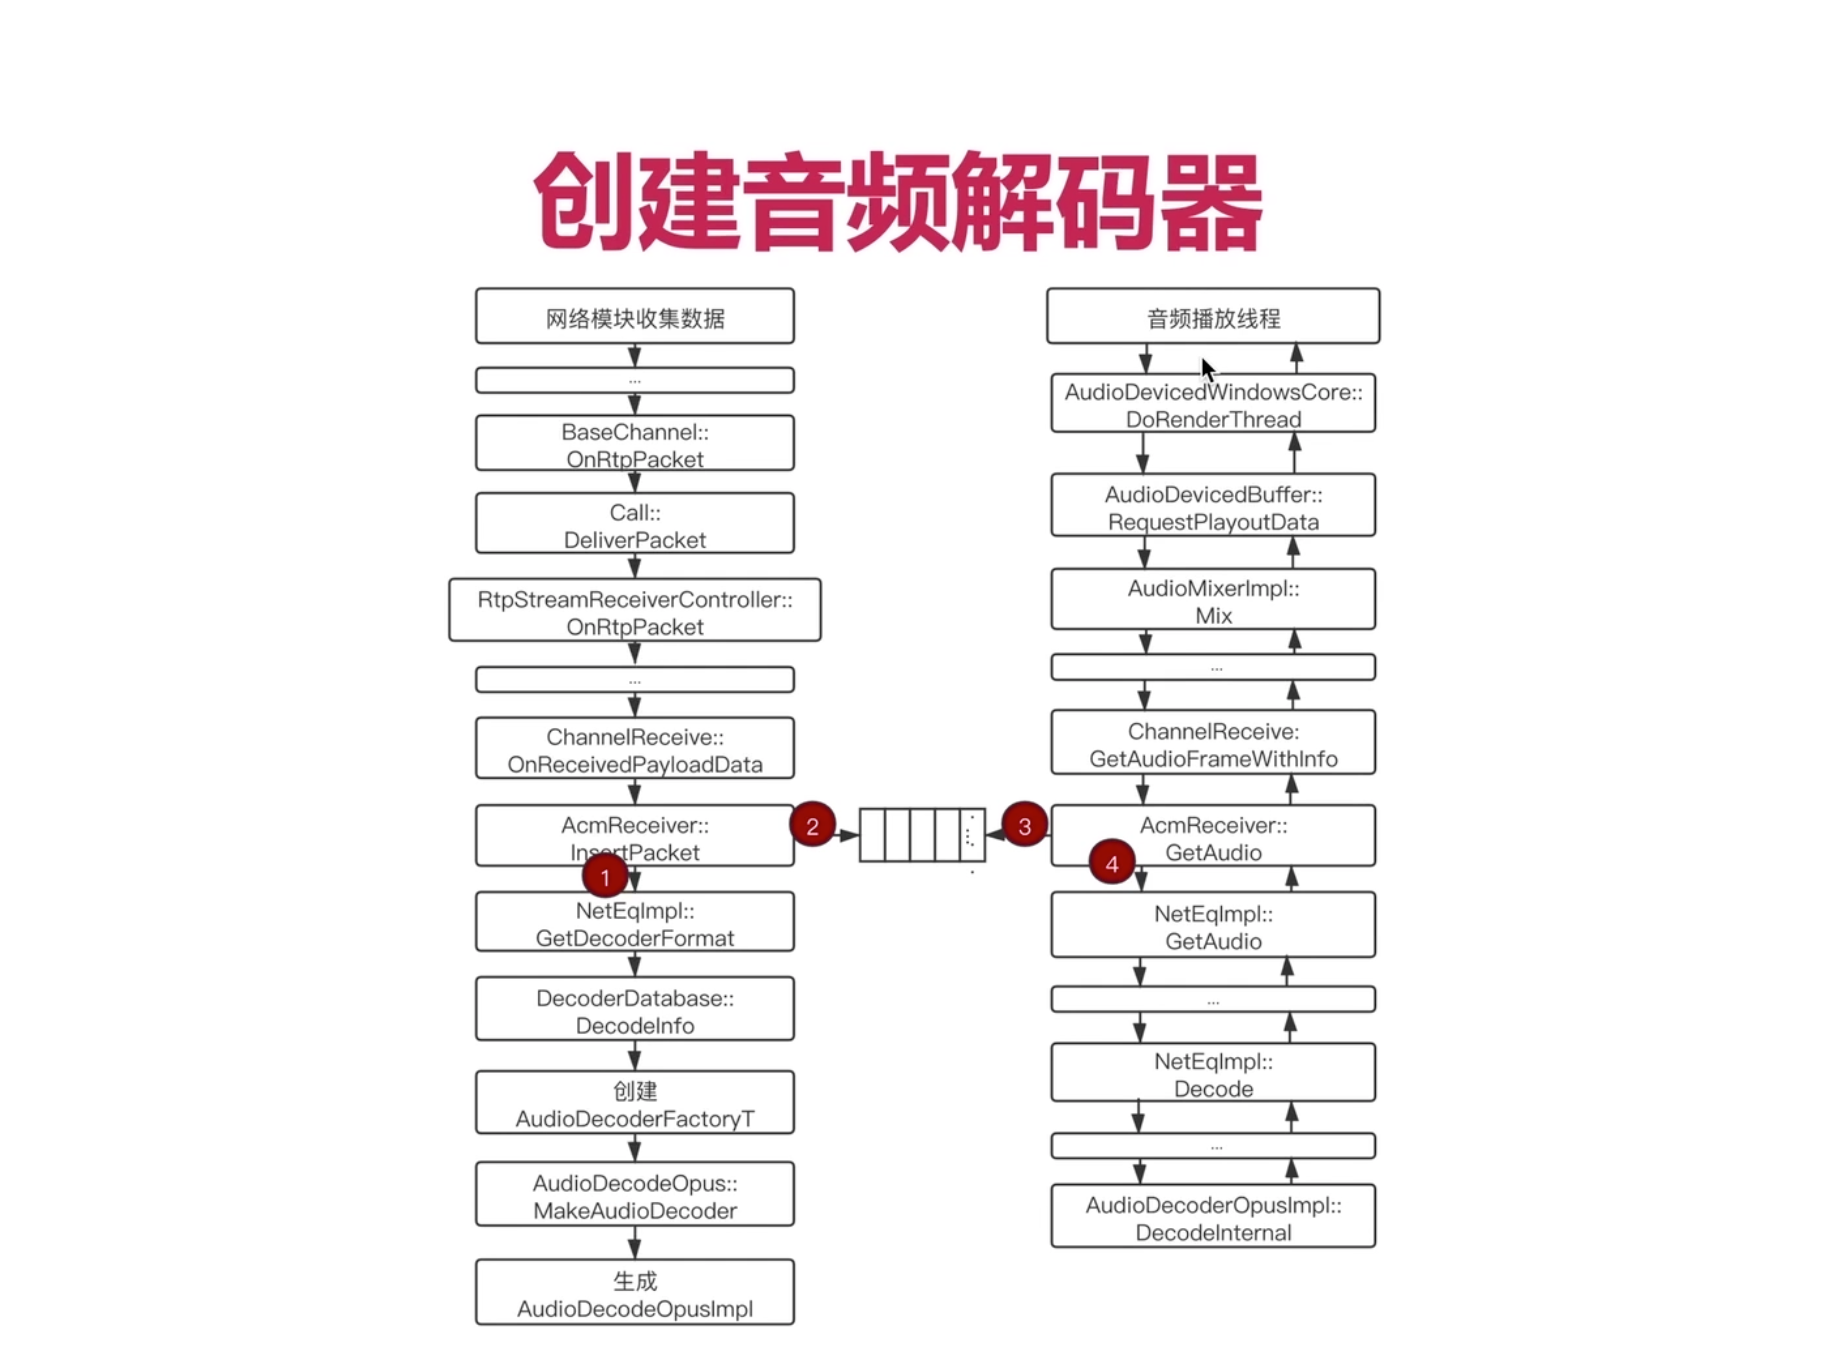 创建音频解码器
网络模块收集数据
...
BaseChannel::
OnRtpPacket
Call::
DeliverPacket
RtpStreamReceiverController::
OnRtpPacket
...
ChannelReceive::
OnReceivedPayloadData
AcmReceiver::
InsertPacket
1
NetEqImpl::
GetDecoderFormat
DecoderDatabase::
DecodeInfo
创建
AudioDecoderFactoryT
AudioDecodeOpus::
MakeAudioDecoder
生成
AudioDecodeOpusImpl
2
3
音频播放线程
AudioDevicedWindowsCore::
DoRenderThread
AudioDevicedBuffer::
RequestPlayoutData
AudioMixerImpl::
Mix
...
ChannelReceive:
GetAudioFrameWithInfo
AcmReceiver::
GetAudio
4
NetEqImpl::
GetAudio
...
NetEqImpl::
Decode
...
AudioDecoderOpusImpl::
DecodeInternal